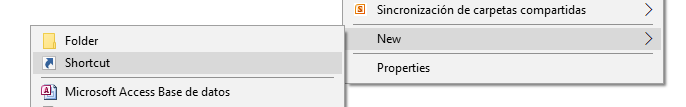 Sincronización de carpetas compartidas
New
Properties
Folder
Shortcut
Microsoft Access Base de datos